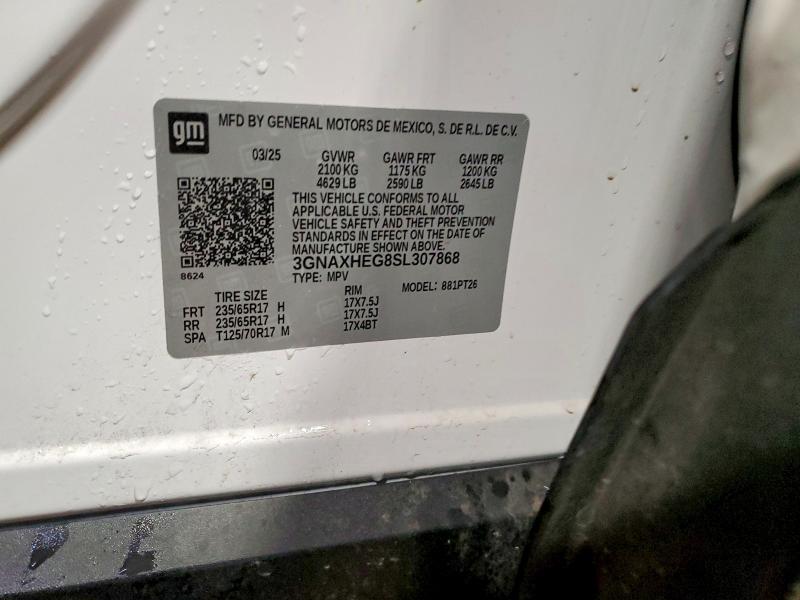 gm MFD BY GENERAL MOTORS DE MEXICO, S. DE R.L. DE C.V.
03/25 GVWR GAWR FRT GAWR RR
2100 KG 1175 KG 1200 KG
4629 LB 2590 LB 2645 LB
THIS VEHICLE CONFORMS TO ALL
APPLICABLE U.S. FEDERAL MOTOR
VEHICLE SAFETY AND THEFT PREVENTION
STANDARDS IN EFFECT ON THE DATE OF
MANUFACTURE SHOWN ABOVE.
3GNAXHEG8SL307868
8624 TYPE: MPV MODEL: 881PT26
TIRE SIZE RIM
FRT 235/65R17 H 17X7.5J
RR 235/65R17 H 17X7.5J
SPA T125/70R17 M 17X4BT